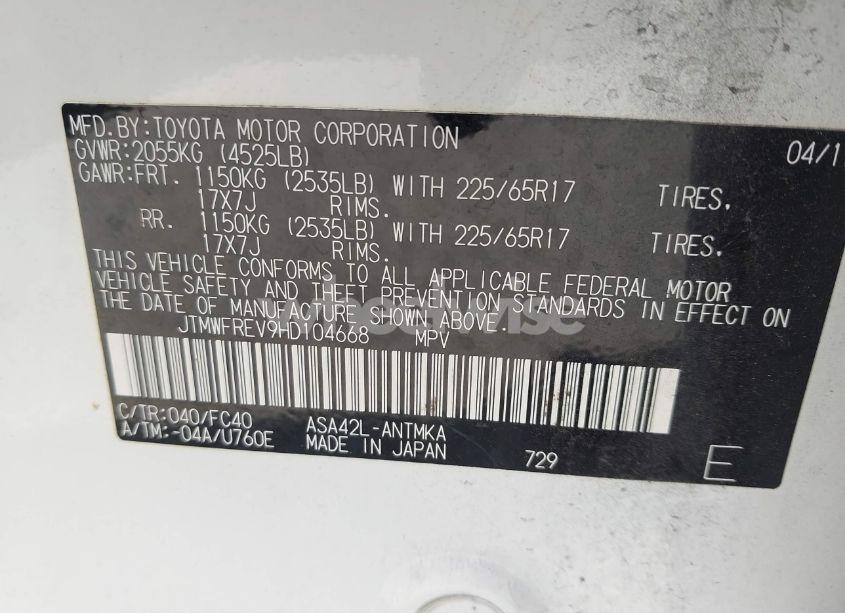 MFD.BY:TOYOTA MOTOR CORPORATION 04/1
GVWR:2055KG (4525LB)
GAWR:FRT. 1150KG (2535LB) WITH 225/65R17 TIRES.
17X7J RIMS.
RR. 1150KG (2535LB) WITH 225/65R17 TIRES.
17X7J RIMS.
THIS VEHICLE CONFORMS TO ALL APPLICABLE FEDERAL MOTOR
VEHICLE SAFETY AND THEFT PREVENTION STANDARDS IN EFFECT ON
THE DATE OF MANUFACTURE SHOWN ABOVE.
JTMWFREV9HD104668 MPV
C/TR:040/FC40 ASA42L-ANTMKA
A/TM:-04A/U760E MADE IN JAPAN 729 E